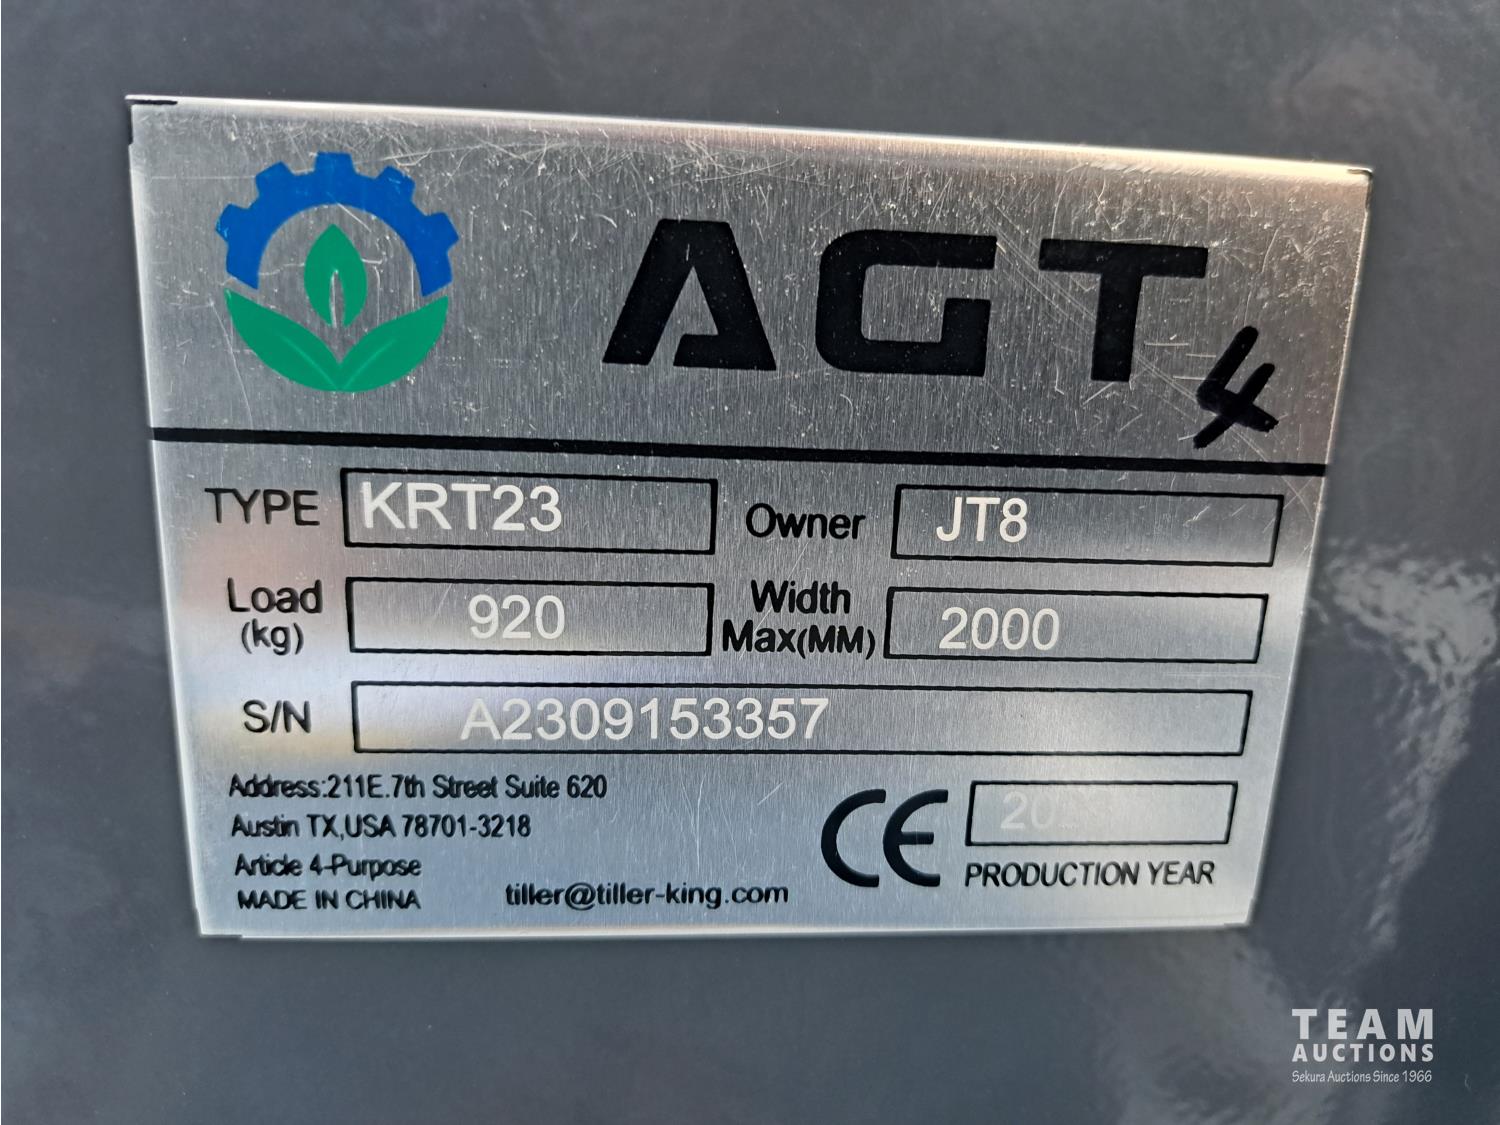 AGT
4
TYPE KRT23 Owner JT8
Load (kg) 920 Width Max(MM) 2000
S/N A2309153357
Address:211E.7th Street Suite 620
Austin TX,USA 78701-3218
Article 4-Purpose
MADE IN CHINA
tiller@tiller-king.com
CE
PRODUCTION YEAR
TEAM
AUCTIONS
Sekura Auctions Since 1966